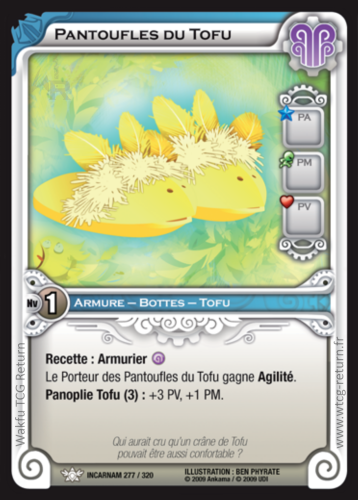 Pantoufles du Tofu
PA
PM
PV
Nv 1
Armure – Bottes – Tofu
Recette : Armurier
Le Porteur des Pantoufles du Tofu gagne Agilité.
Panoplie Tofu (3) : +3 PV, +1 PM.
Qui aurait cru qu'un crâne de Tofu
pouvait être aussi confortable ?
INCARNAM 277 / 320
ILLUSTRATION : BEN PHYRATE
© 2009 Ankama / © 2009 UDI
Wakfu TCG Return
www.wtcg-return.fr